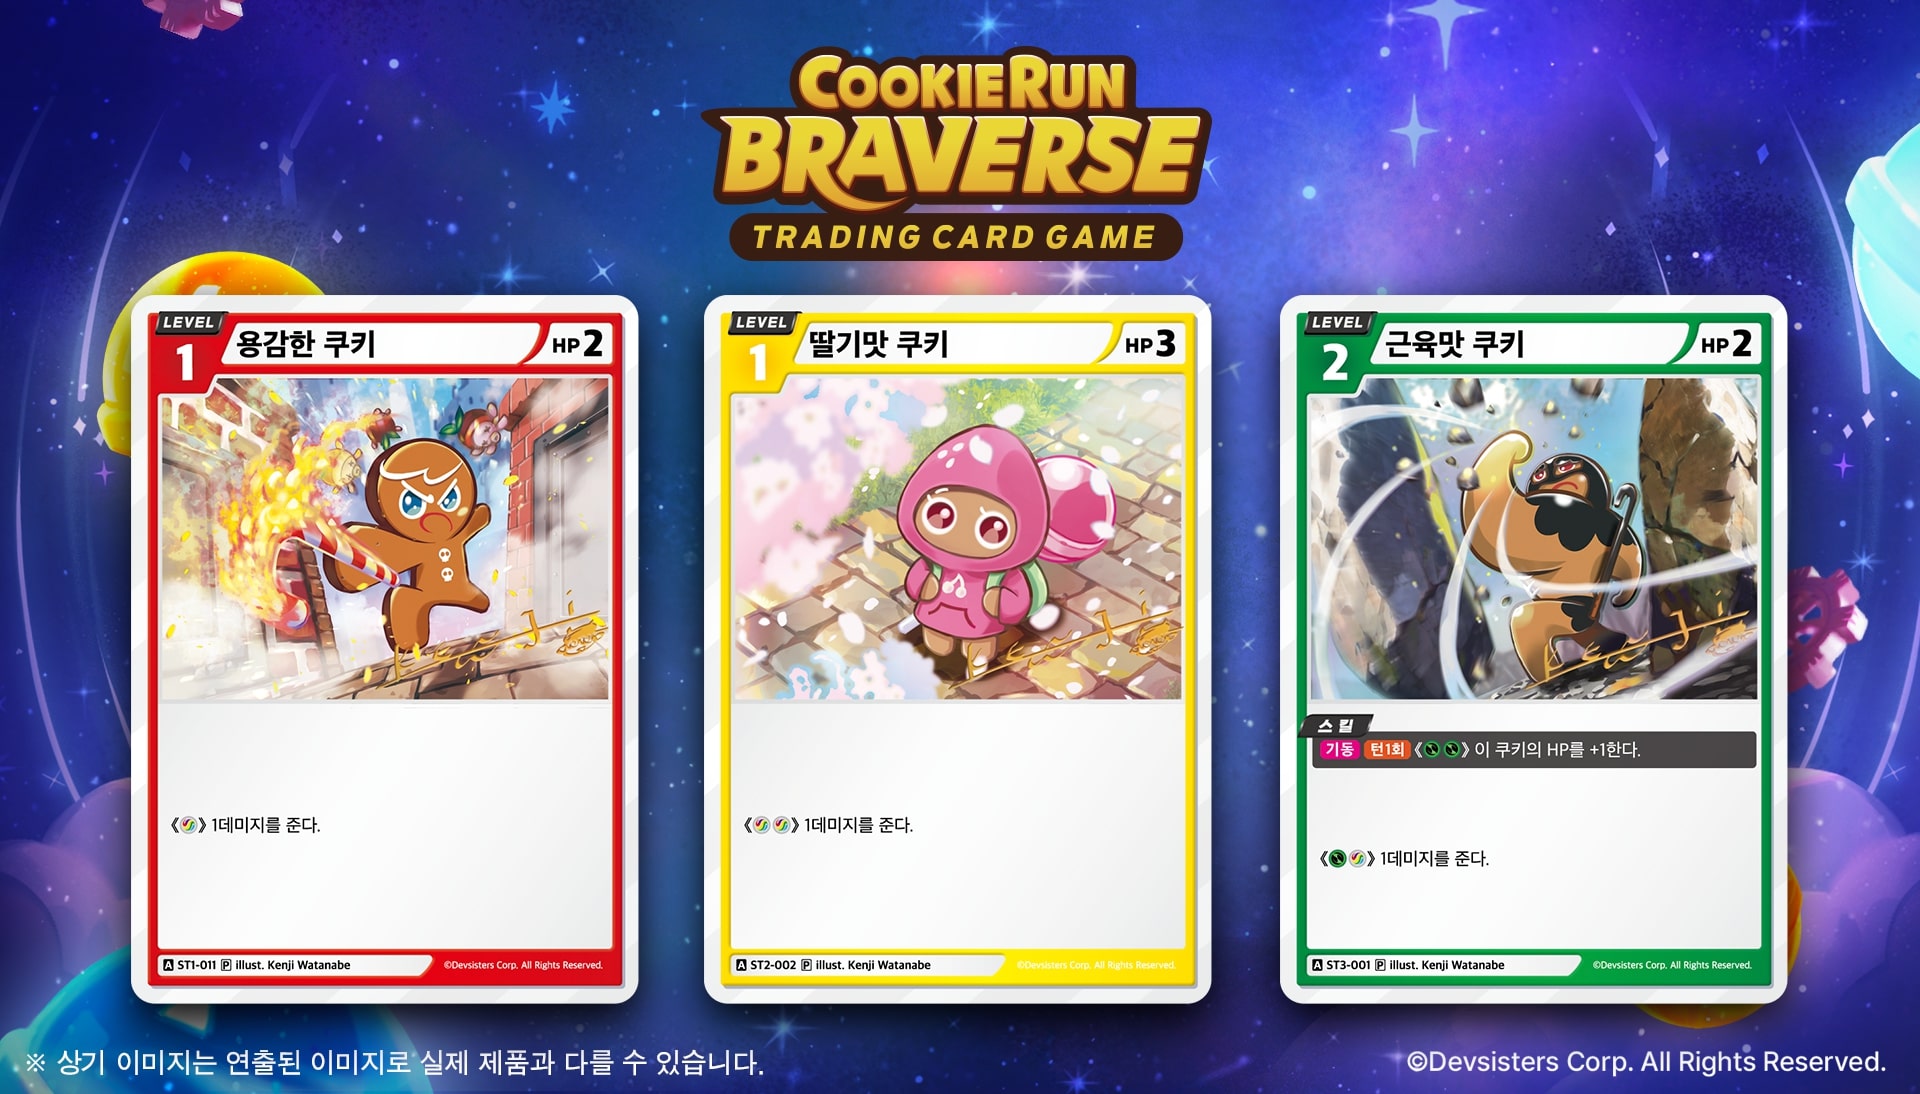 COOKIERUN
BRAVERSE
TRADING CARD GAME
LEVEL
1
용감한 쿠키
HP 2
《》 1데미지를 준다.
A ST1-011 P illust. Kenji Watanabe
©Devsisters Corp. All Rights Reserved.
LEVEL
1
딸기맛 쿠키
HP 3
《》 1데미지를 준다.
A ST2-002 P illust. Kenji Watanabe
©Devsisters Corp. All Rights Reserved.
LEVEL
2
근육맛 쿠키
HP 2
스킬
기동 턴1회 《》 이 쿠키의 HP를 +1한다.
《》 1데미지를 준다.
A ST3-001 P illust. Kenji Watanabe
©Devsisters Corp. All Rights Reserved.
※ 상기 이미지는 연출된 이미지로 실제 제품과 다를 수 있습니다.
©Devsisters Corp. All Rights Reserved.